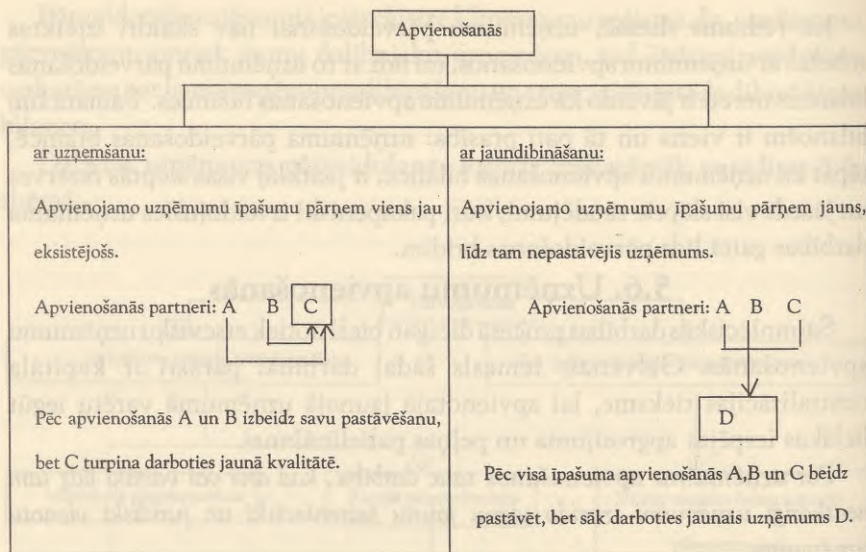 Apvienošanās
ar uzņemšanu:
Apvienojamo uzņēmumu īpašumu pārņem viens jau
eksistējošs.
Apvienošanās partneri: A B C
Pēc apvienošanās A un B izbeidz savu pastāvēšanu,
bet C turpina darboties jaunā kvalitātē.
ar jaundibināšanu:
Apvienojamo uzņēmumu īpašumu pārņem jauns,
līdz tam nepastāvējis uzņēmums.
Apvienošanās partneri: A B C
D
Pēc visa īpašuma apvienošanās A,B un C beidz
pastāvēt, bet sāk darboties jaunais uzņēmums D.
5.6. Uzņēmumu apvienošanās